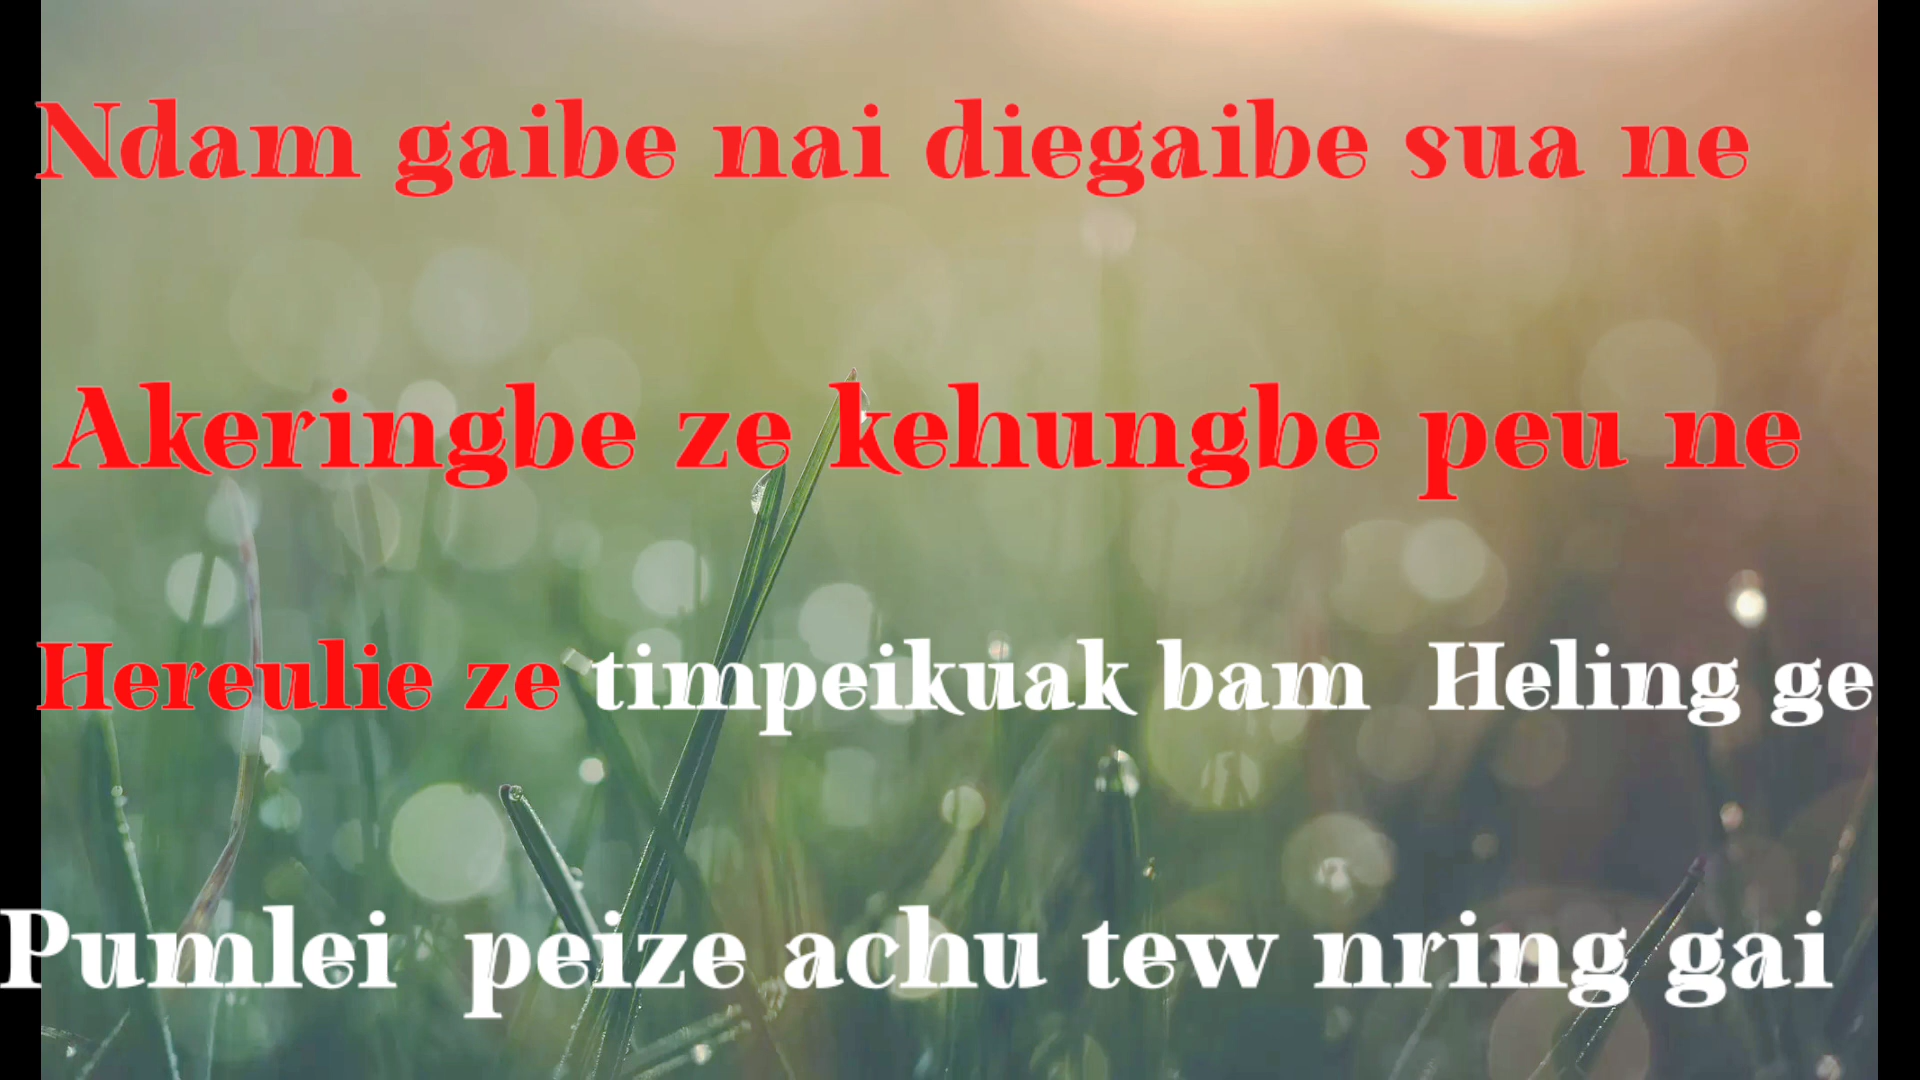 Ndam gaibe nai diegaibe sua ne
Akeringbe ze kehungbe peu ne
Hereulie ze timpeikuak bam Heling ge
Pumlei peize achu tew nring gai